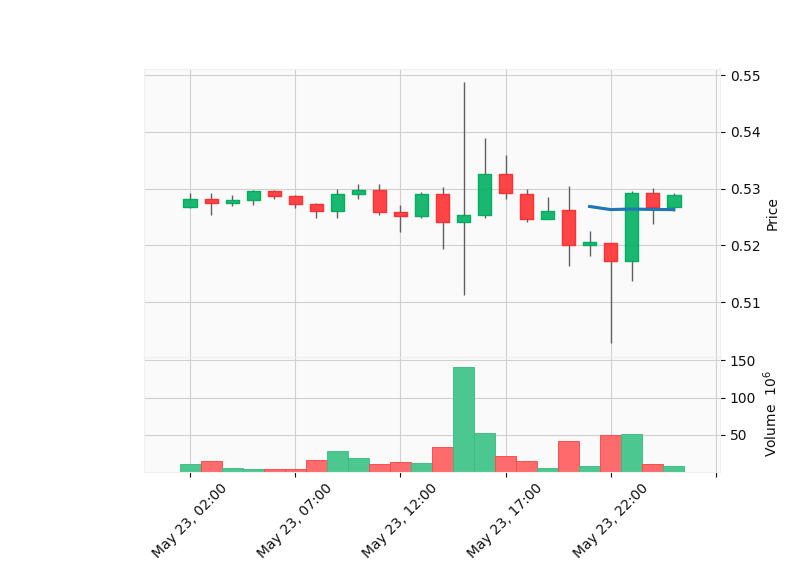 0.55
0.54
0.53
0.52
0.51
Price
150
100
50
Volume 10^6
May 23, 02:00
May 23, 07:00
May 23, 12:00
May 23, 17:00
May 23, 22:00